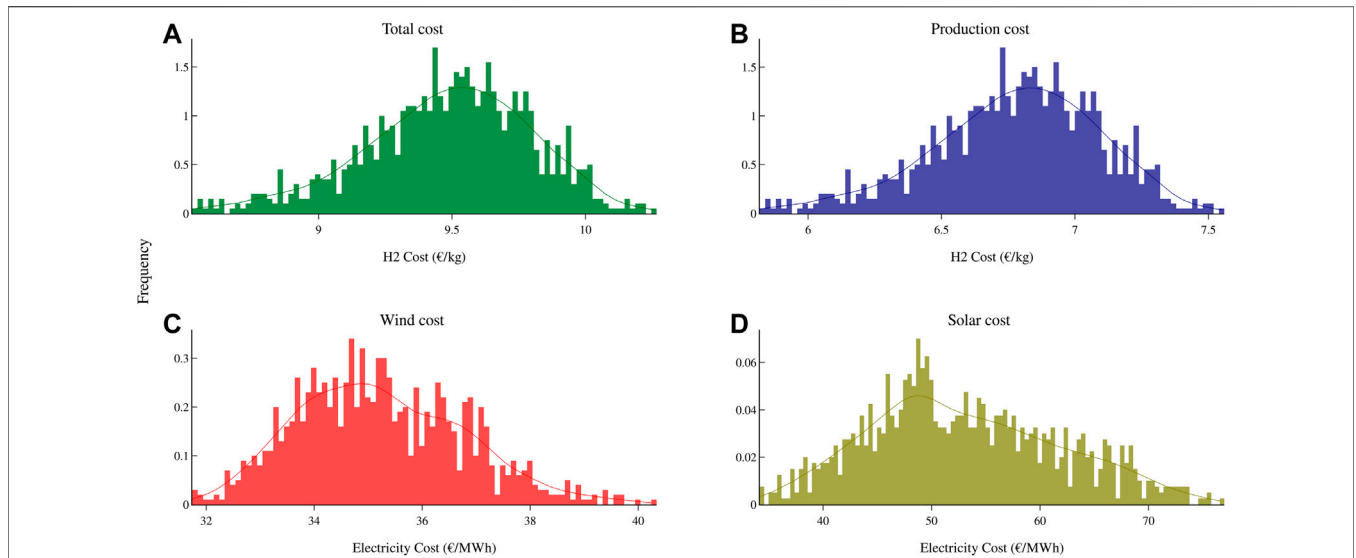 A
Total cost
1.5
1
0.5
0
9
9.5
10
H2 Cost (€/kg)
B
Production cost
1.5
1
0.5
0
6
6.5
7
7.5
H2 Cost (€/kg)
Frequency
C
Wind cost
0.3
0.2
0.1
0
32
34
36
38
40
Electricity Cost (€/MWh)
D
Solar cost
0.06
0.04
0.02
0
40
50
60
70
Electricity Cost (€/MWh)